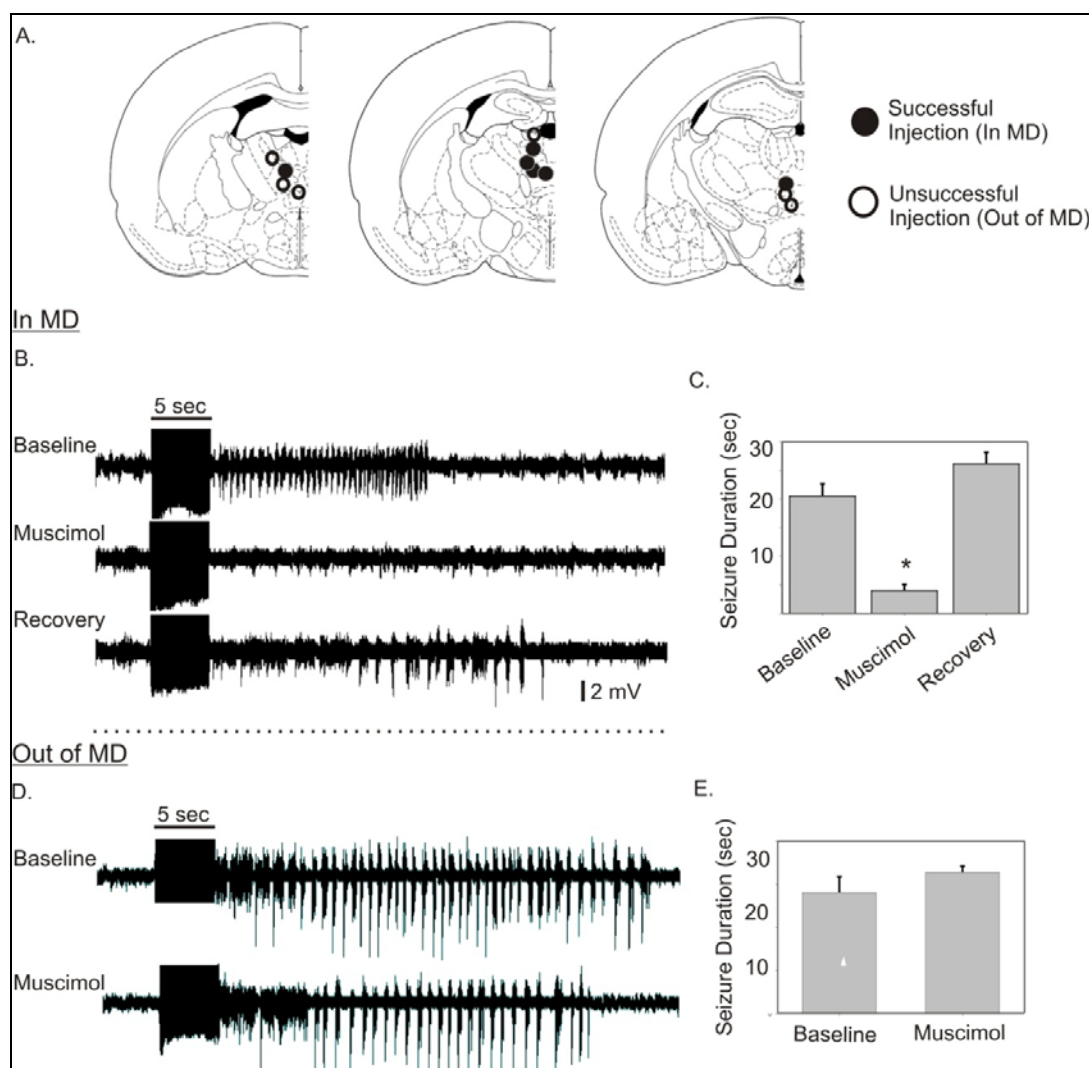 A.
Successful
Injection (In MD)
Unsuccessful
Injection (Out of MD)
In MD
B.
5 sec
Baseline
Muscimol
Recovery
2 mV
C.
Seizure Duration (sec)
30
20
10
*
Baseline
Muscimol
Recovery
Out of MD
D.
5 sec
Baseline
Muscimol
E.
Seizure Duration (sec)
30
20
10
Baseline
Muscimol